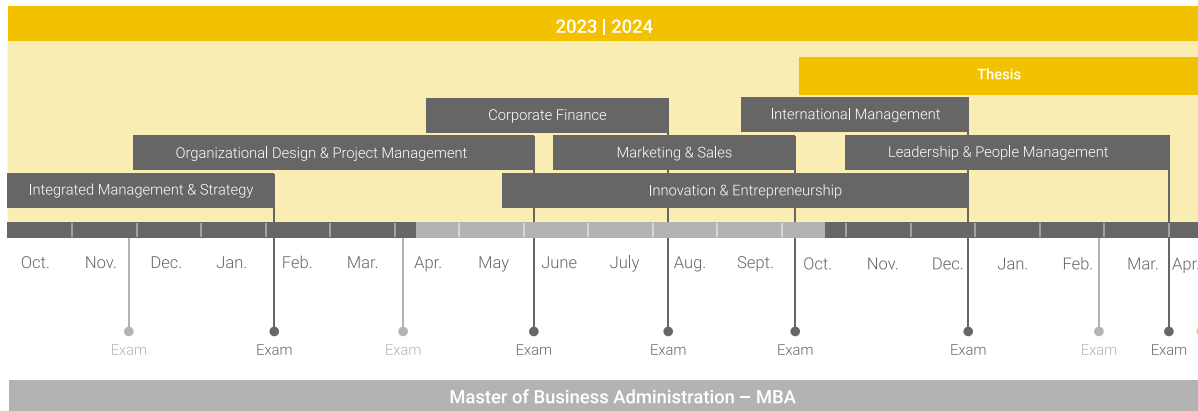 2023 | 2024
Thesis
Corporate Finance
International Management
Organizational Design & Project Management
Marketing & Sales
Leadership & People Management
Integrated Management & Strategy
Innovation & Entrepreneurship
Oct. Nov. Dec. Jan. Feb. Mar. Apr. May June July Aug. Sept. Oct. Nov. Dec. Jan. Feb. Mar. Apr.
Exam Exam Exam Exam Exam Exam Exam Exam Exam
Master of Business Administration – MBA